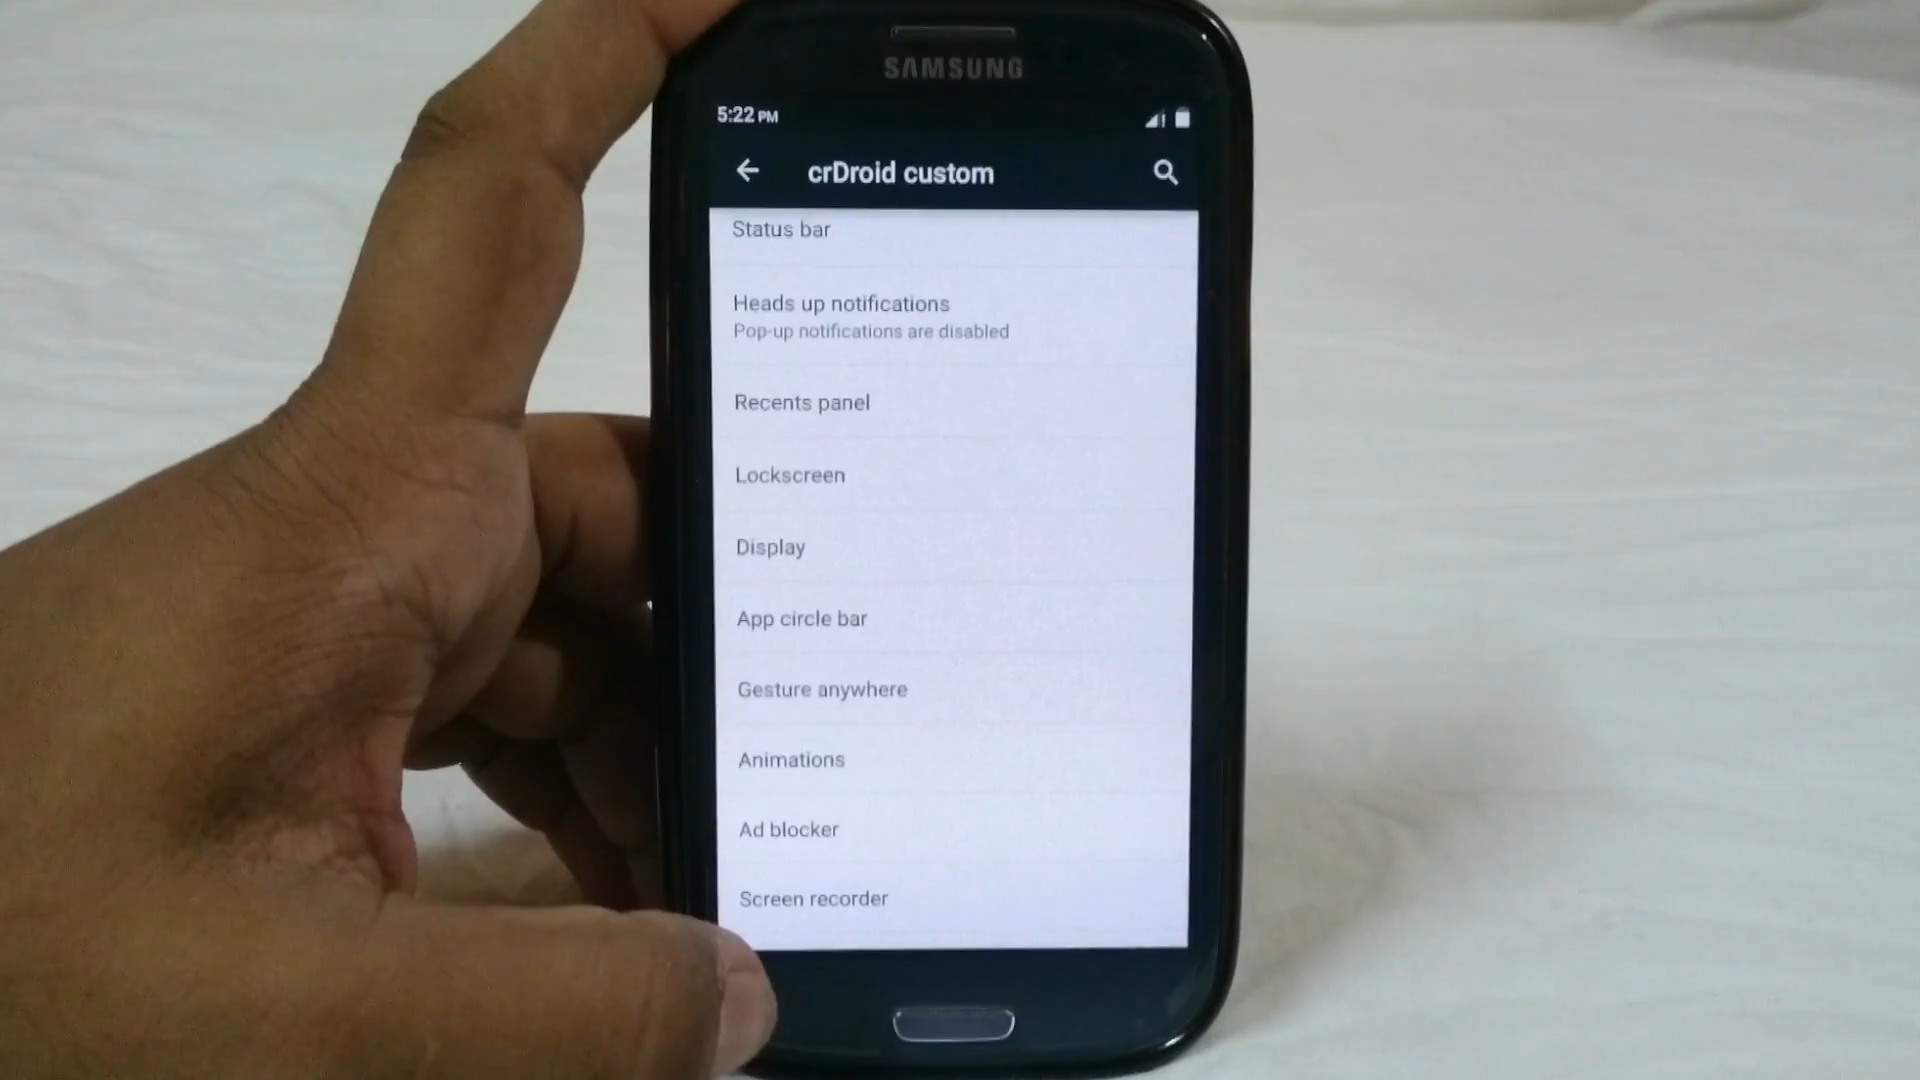 SAMSUNG
5:22 PM
crDroid custom
Status bar
Heads up notifications
Pop-up notifications are disabled
Recents panel
Lockscreen
Display
App circle bar
Gesture anywhere
Animations
Ad blocker
Screen recorder